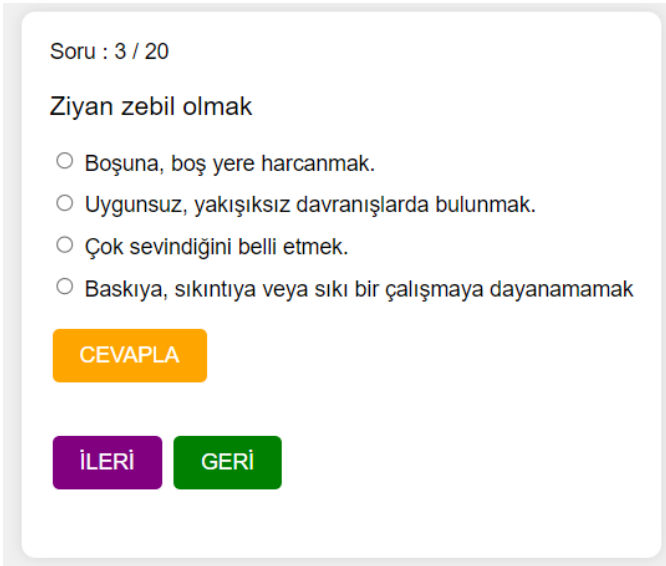 Soru : 3 / 20
Ziyan zebil olmak
Boşuna, boş yere harcanmak.
Uygunsuz, yakışıksız davranışlarda bulunmak.
Çok sevindiğini belli etmek.
Baskıya, sıkıntıya veya sıkı bir çalışmaya dayanamamak
CEVAPLA
İLERİ GERİ